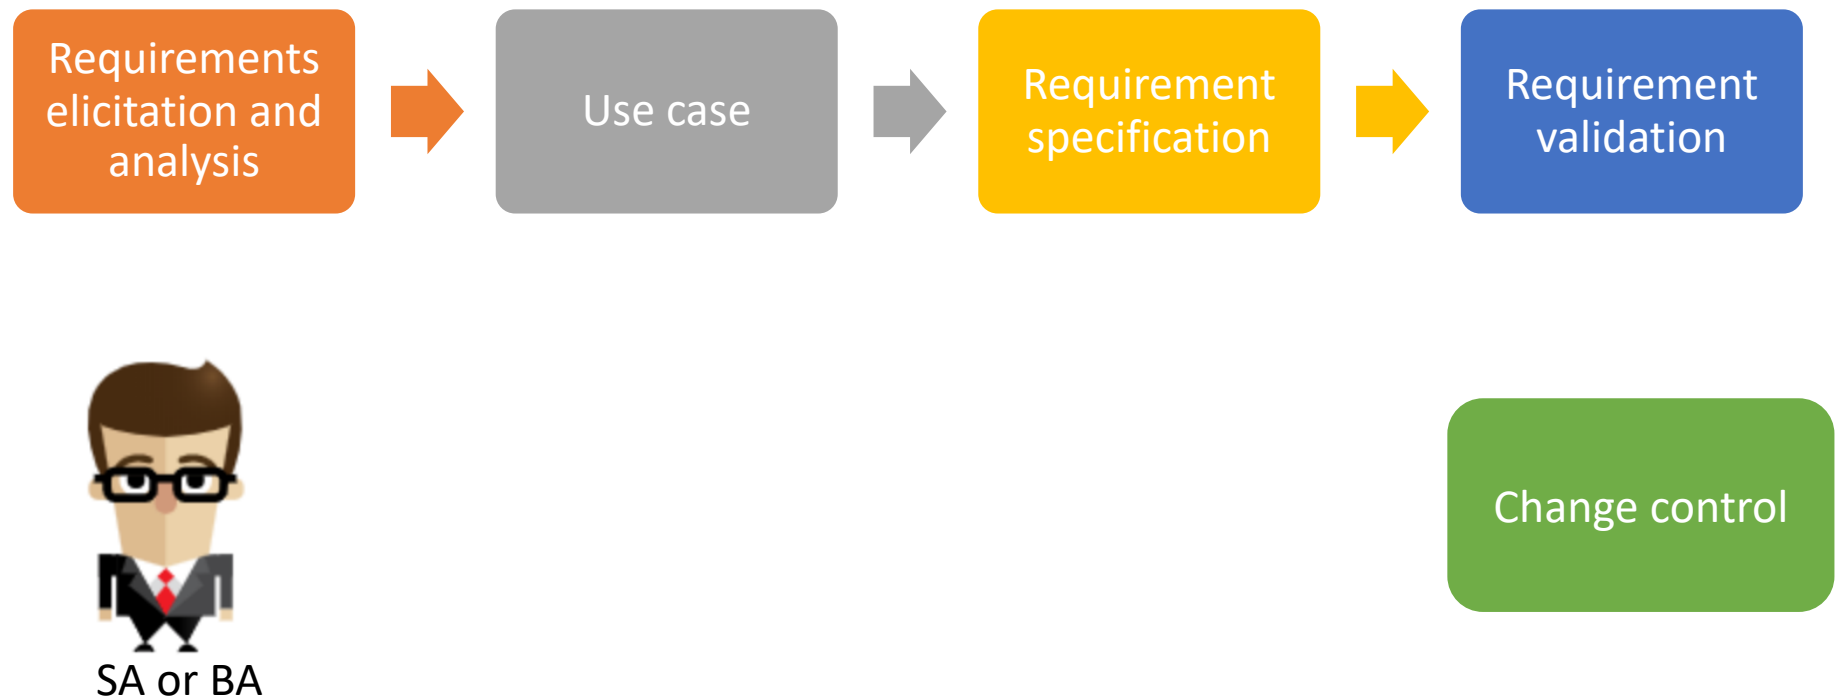 Requirements
elicitation and
analysis
Use case
Requirement
specification
Requirement
validation
Change control
SA or BA